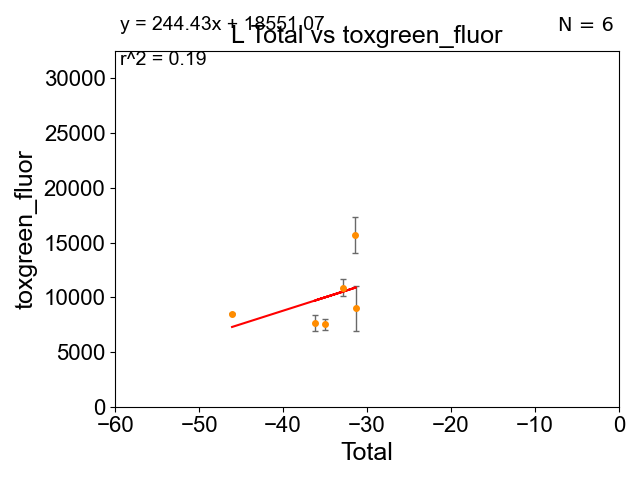 y = 244.43x + 18551.07
N = 6
L Total vs toxgreen_fluor
r^2 = 0.19
30000
25000
20000
15000
10000
5000
0
toxgreen_fluor
−60
−50
−40
−30
−20
−10
0
Total